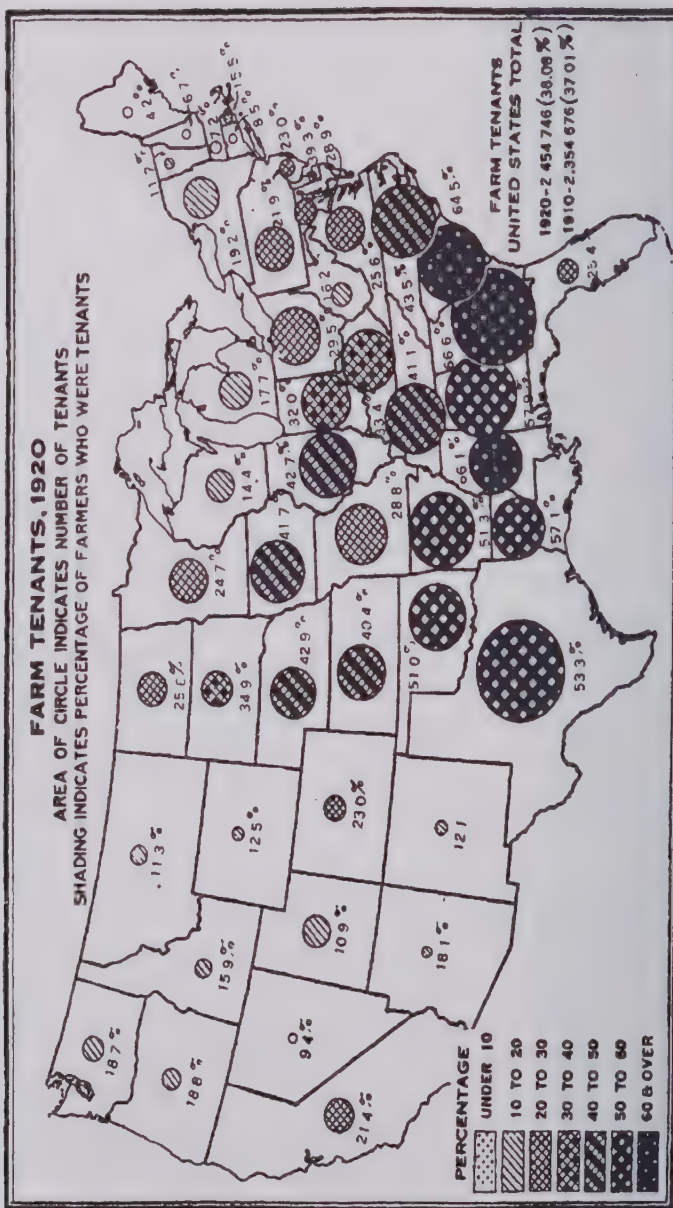 FARM TENANTS, 1920
AREA OF CIRCLE INDICATES NUMBER OF TENANTS
SHADING INDICATES PERCENTAGE OF FARMERS WHO WERE TENANTS
18.7%
18.8%
21.4%
9.4%
15.9%
11.3%
12.5%
10.9%
18.1%
23.0%
12.1
34.9%
42.9%
40.4%
51.0%
53.3%
24.7%
41.7
28.8%
51.3%
57.1%
14.4%
42.7%
17.7%
32.0%
29.5%
33.4
41.1
57.9%
19.2%
21.9
16.2
25.6%
43.5%
64.5%
25.4
11.7%
4.2
23.0
39.3%
28.9
FARM TENANTS
UNITED STATES TOTAL
1920-2 454 746 (38.08%)
1910-2.354 676 (37.01%)
PERCENTAGE
UNDER 10
10 TO 20
20 TO 30
30 TO 40
40 TO 50
50 TO 60
60 & OVER